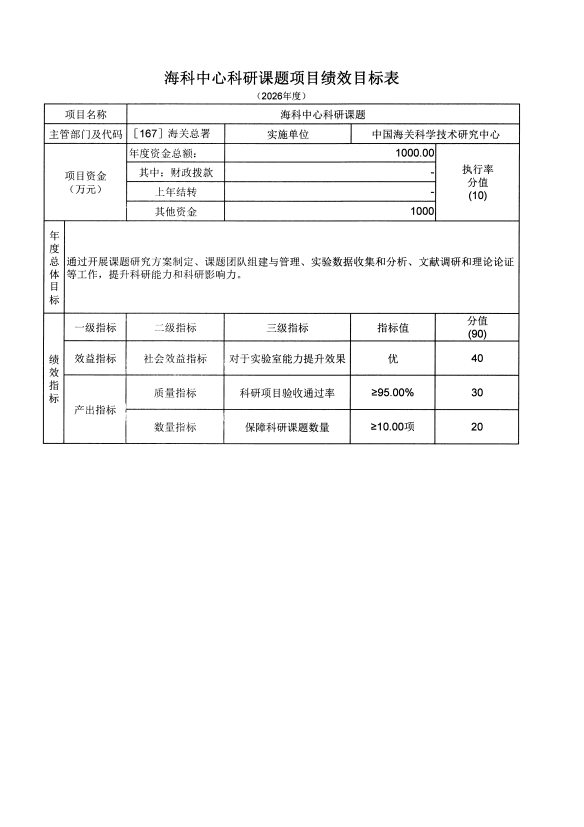 海科中心科研课题项目绩效目标表
（2026年度）
项目名称 海科中心科研课题
主管部门及代码 ［167］海关总署 实施单位 中国海关科学技术研究中心
项目资金
（万元）
年度资金总额： 1000.00
其中：财政拨款 -
上年结转 -
其他资金 1000
执行率
分值
(10)
年度总体目标
通过开展课题研究方案制定、课题团队组建与管理、实验数据收集和分析、文献调研和理论论证
等工作，提升科研能力和科研影响力。
绩效指标
一级指标 二级指标 三级指标 指标值 分值
(90)
效益指标 社会效益指标 对于实验室能力提升效果 优 40
产出指标 质量指标 科研项目验收通过率 ≥95.00% 30
数量指标 保障科研课题数量 ≥10.00项 20